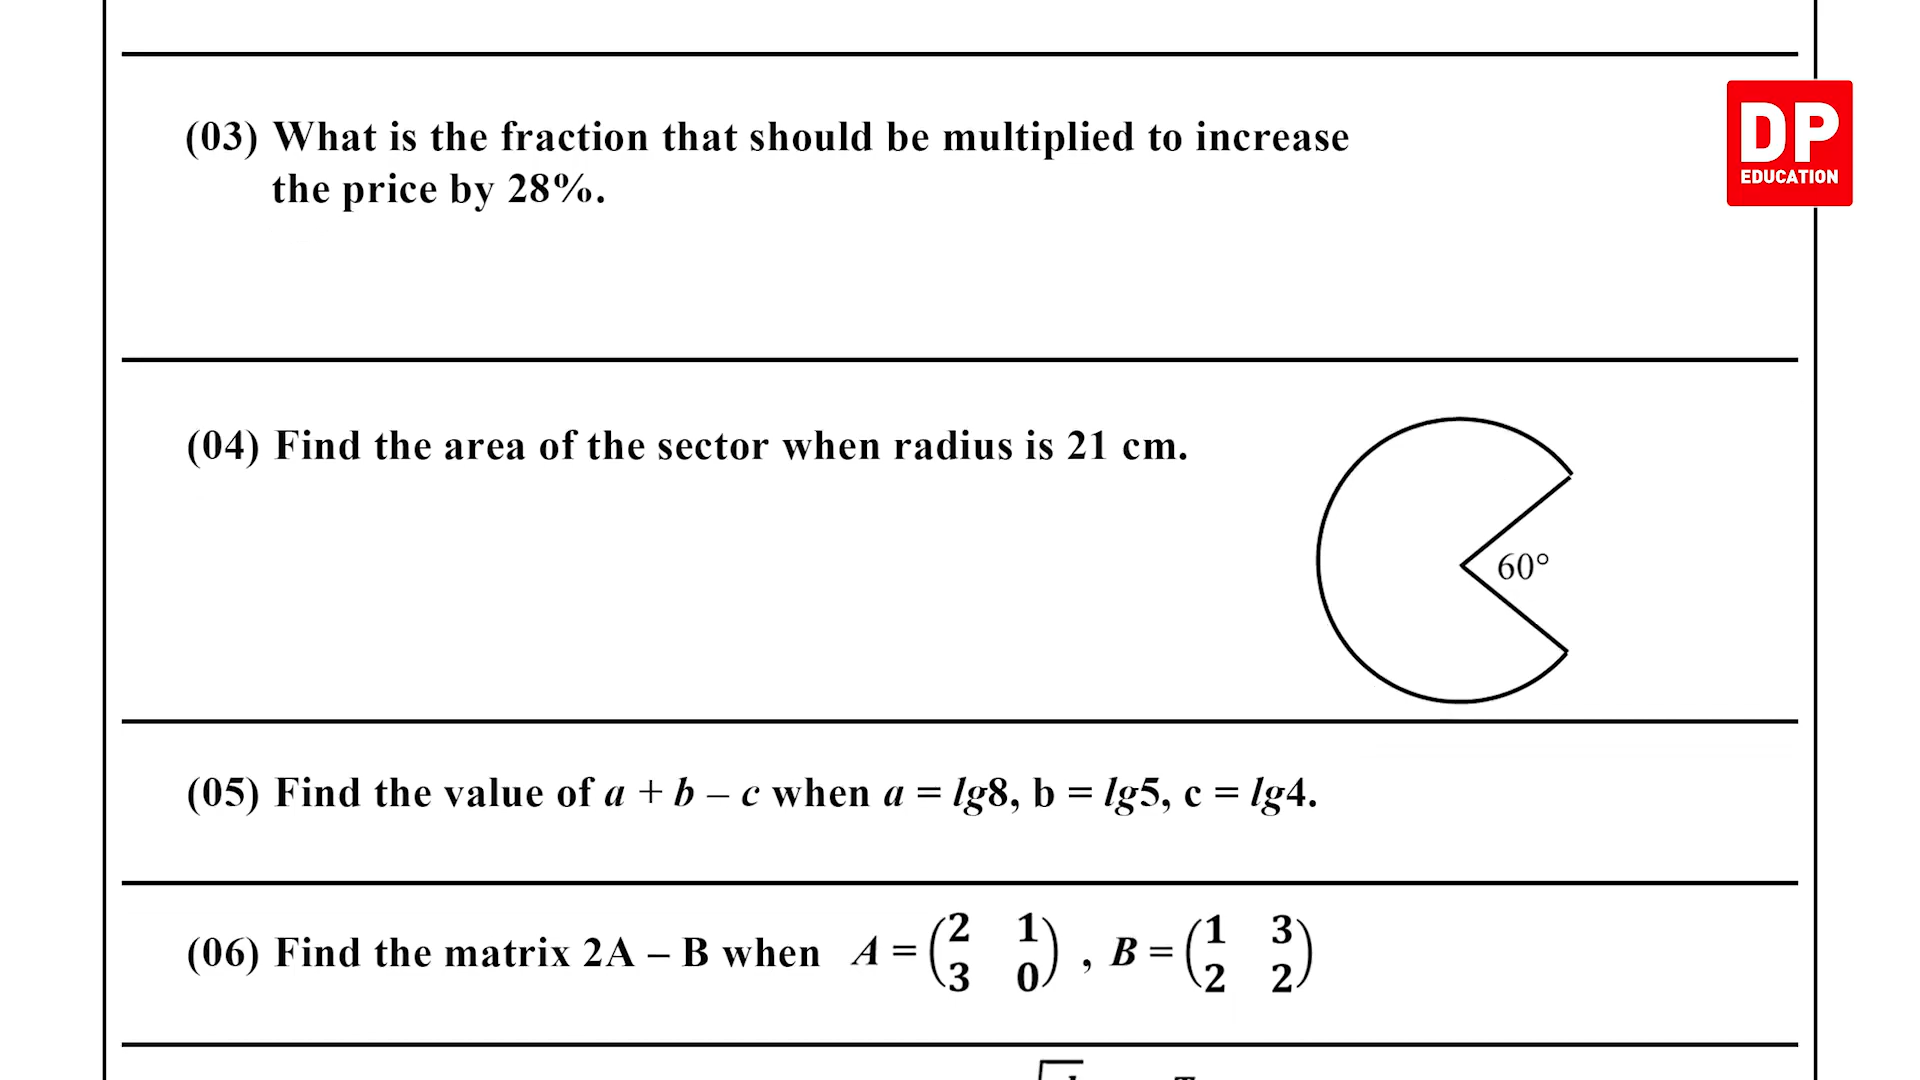 DP
EDUCATION
(03) What is the fraction that should be multiplied to increase
the price by 28%.
(04) Find the area of the sector when radius is 21 cm.
60°
(05) Find the value of a + b – c when a = lg8, b = lg5, c = lg4.
(06) Find the matrix 2A – B when A = (2 1 / 3 0) , B = (1 3 / 2 2)